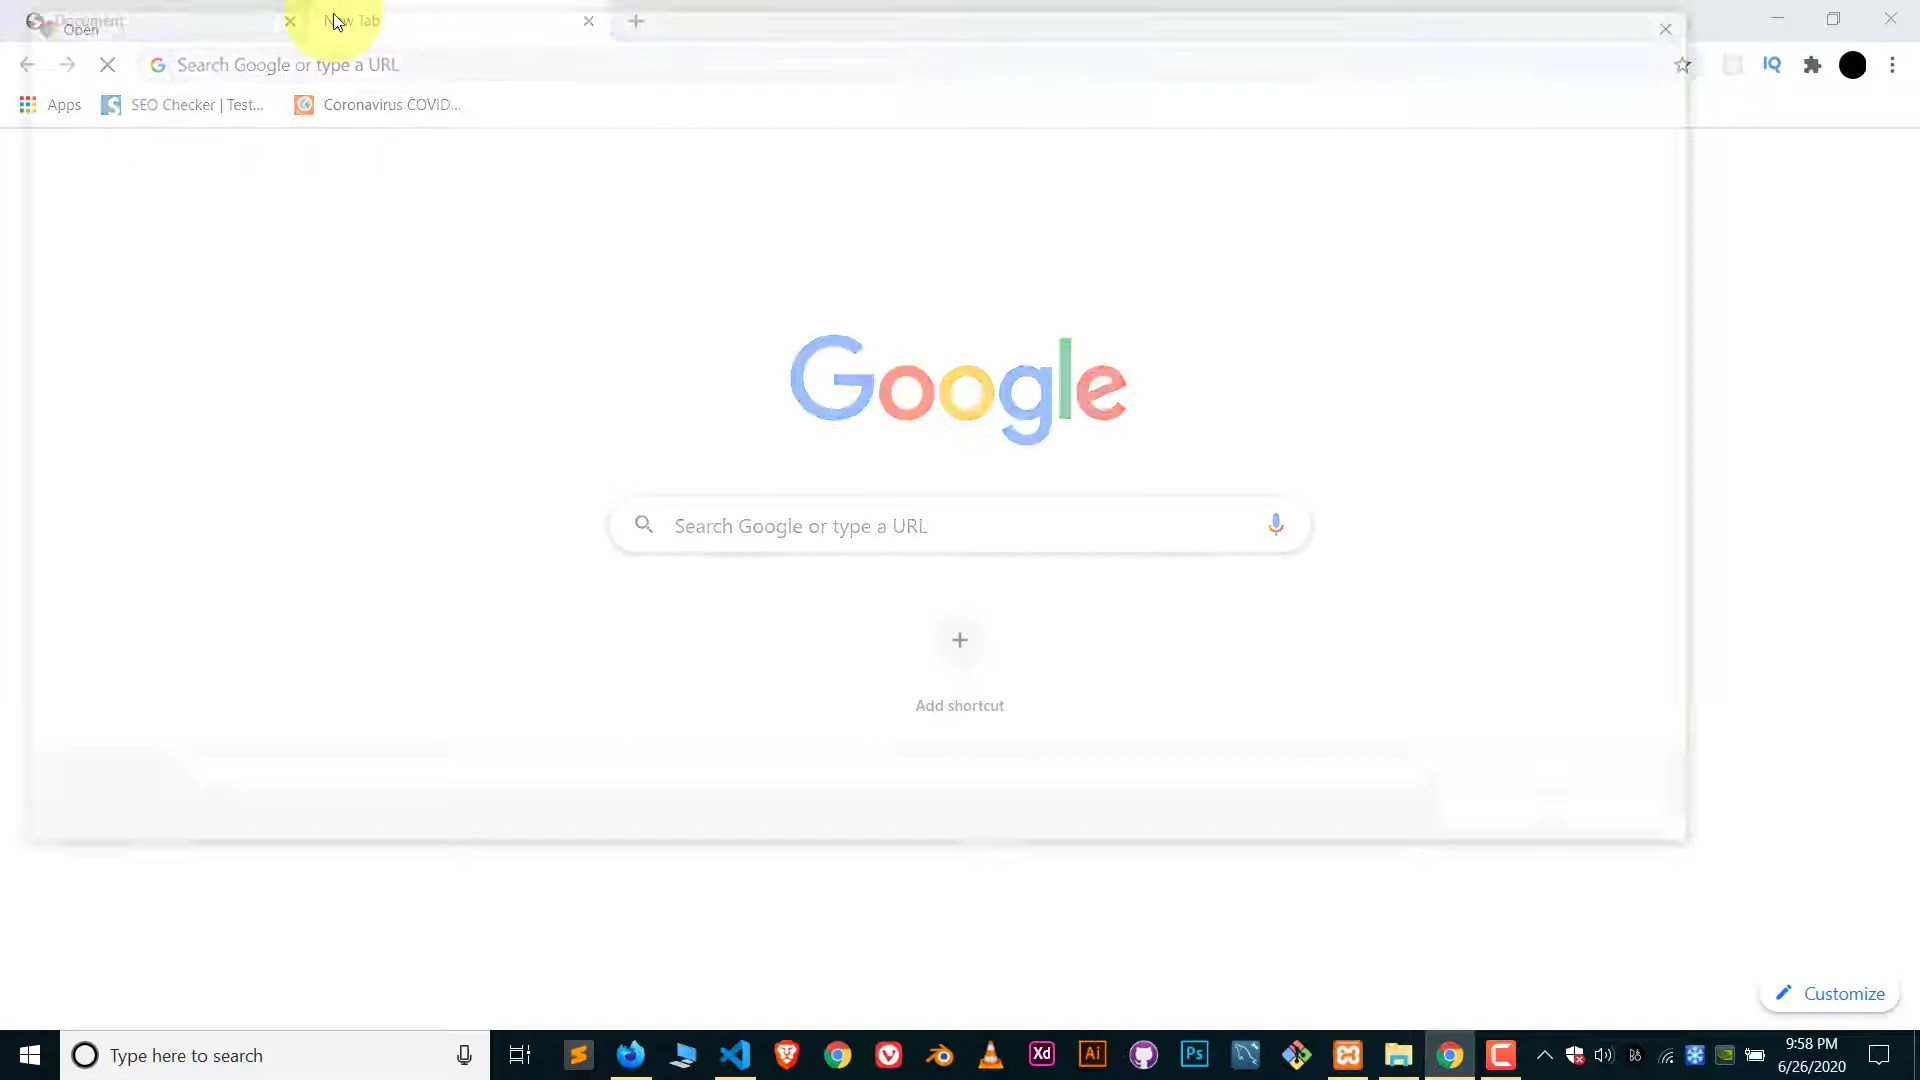 Document
New Tab
Open
Search Google or type a URL
Apps
SEO Checker | Test...
Coronavirus COVID...
IQ
Google
Search Google or type a URL
Add shortcut
Customize
Type here to search
Xd
Ai
Ps
9:58 PM
6/26/2020